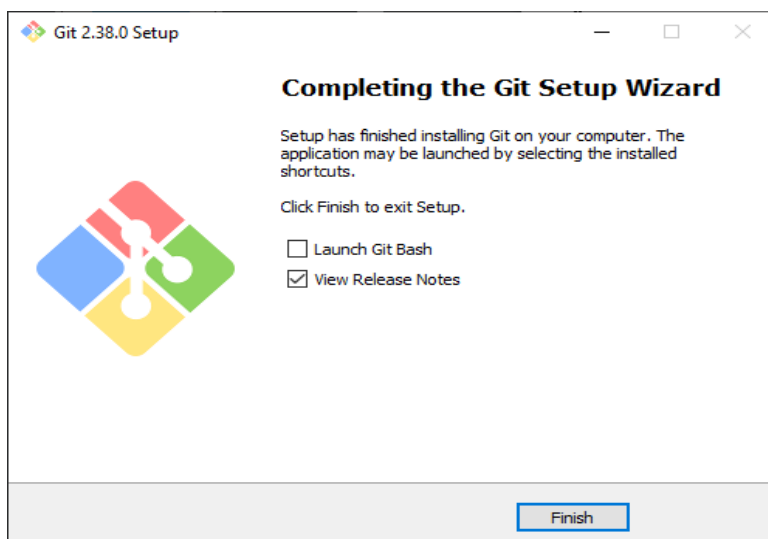 Git 2.38.0 Setup
Completing the Git Setup Wizard
Setup has finished installing Git on your computer. The
application may be launched by selecting the installed
shortcuts.
Click Finish to exit Setup.
Launch Git Bash
View Release Notes
Finish